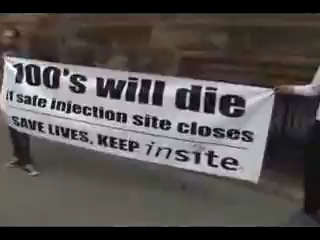 100's will die
if safe injection site closes
SAVE LIVES, KEEP insite